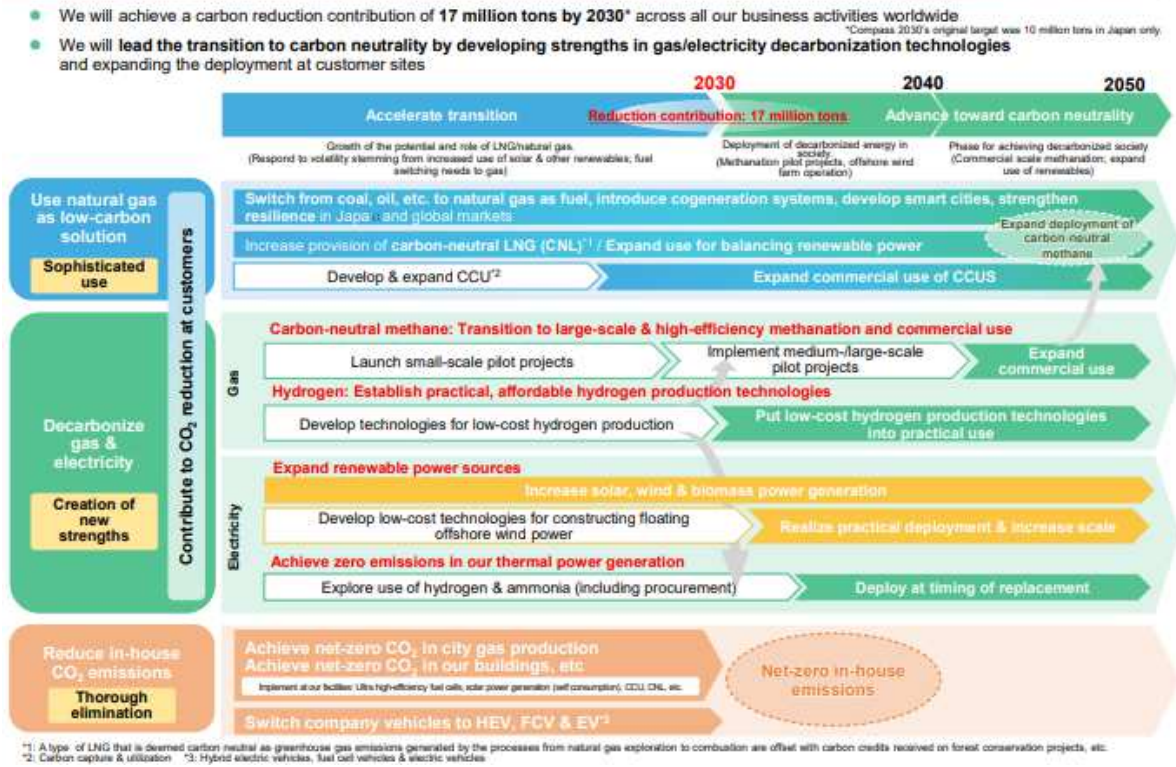 We will achieve a carbon reduction contribution of 17 million tons by 2030* across all our business activities worldwide
*Compass 2030's original target was 10 million tons in Japan only.
We will lead the transition to carbon neutrality by developing strengths in gas/electricity decarbonization technologies
and expanding the deployment at customer sites
2030
2040
2050
Accelerate transition
Reduction contribution: 17 million tons
Advance toward carbon neutrality
Growth of the potential and role of LNG/natural gas.
(Respond to volatility stemming from increased use of solar & other renewables; fuel
switching needs to gas)
Deployment of decarbonized energy in
society
(Methanation pilot projects, offshore wind
farm operation)
Phase for achieving decarbonized society
(Commercial scale methanation; expand
use of renewables)
Use natural gas
as low-carbon
solution
Sophisticated
use
Contribute to CO2 reduction at customers
Switch from coal, oil, etc. to natural gas as fuel, introduce cogeneration systems, develop smart cities, strengthen
resilience in Japan and global markets
Increase provision of carbon-neutral LNG (CNL)*1 / Expand use for balancing renewable power
Expand deployment of
carbon neutral
methane
Develop & expand CCU*2
Expand commercial use of CCUS
Decarbonize
gas &
electricity
Creation of
new
strengths
Gas
Carbon-neutral methane: Transition to large-scale & high-efficiency methanation and commercial use
Launch small-scale pilot projects
Implement medium-/large-scale
pilot projects
Expand
commercial use
Hydrogen: Establish practical, affordable hydrogen production technologies
Develop technologies for low-cost hydrogen production
Put low-cost hydrogen production technologies
into practical use
Electricity
Expand renewable power sources
Increase solar, wind & biomass power generation
Develop low-cost technologies for constructing floating
offshore wind power
Realize practical deployment & increase scale
Achieve zero emissions in our thermal power generation
Explore use of hydrogen & ammonia (including procurement)
Deploy at timing of replacement
Reduce in-house
CO2 emissions
Thorough
elimination
Achieve net-zero CO2 in city gas production
Achieve net-zero CO2 in our buildings, etc
Implement at our facilities: Ultra high-efficiency fuel cells, solar power generation (self consumption), CCU, CNL, etc.
Switch company vehicles to HEV, FCV & EV*3
Net-zero in-house
emissions
*1: A type of LNG that is deemed carbon neutral as greenhouse gas emissions generated by the processes from natural gas exploration to combustion are offset with carbon credits received on forest conservation projects, etc.
*2: Carbon capture & utilization *3: Hybrid electric vehicles, fuel cell vehicles & electric vehicles